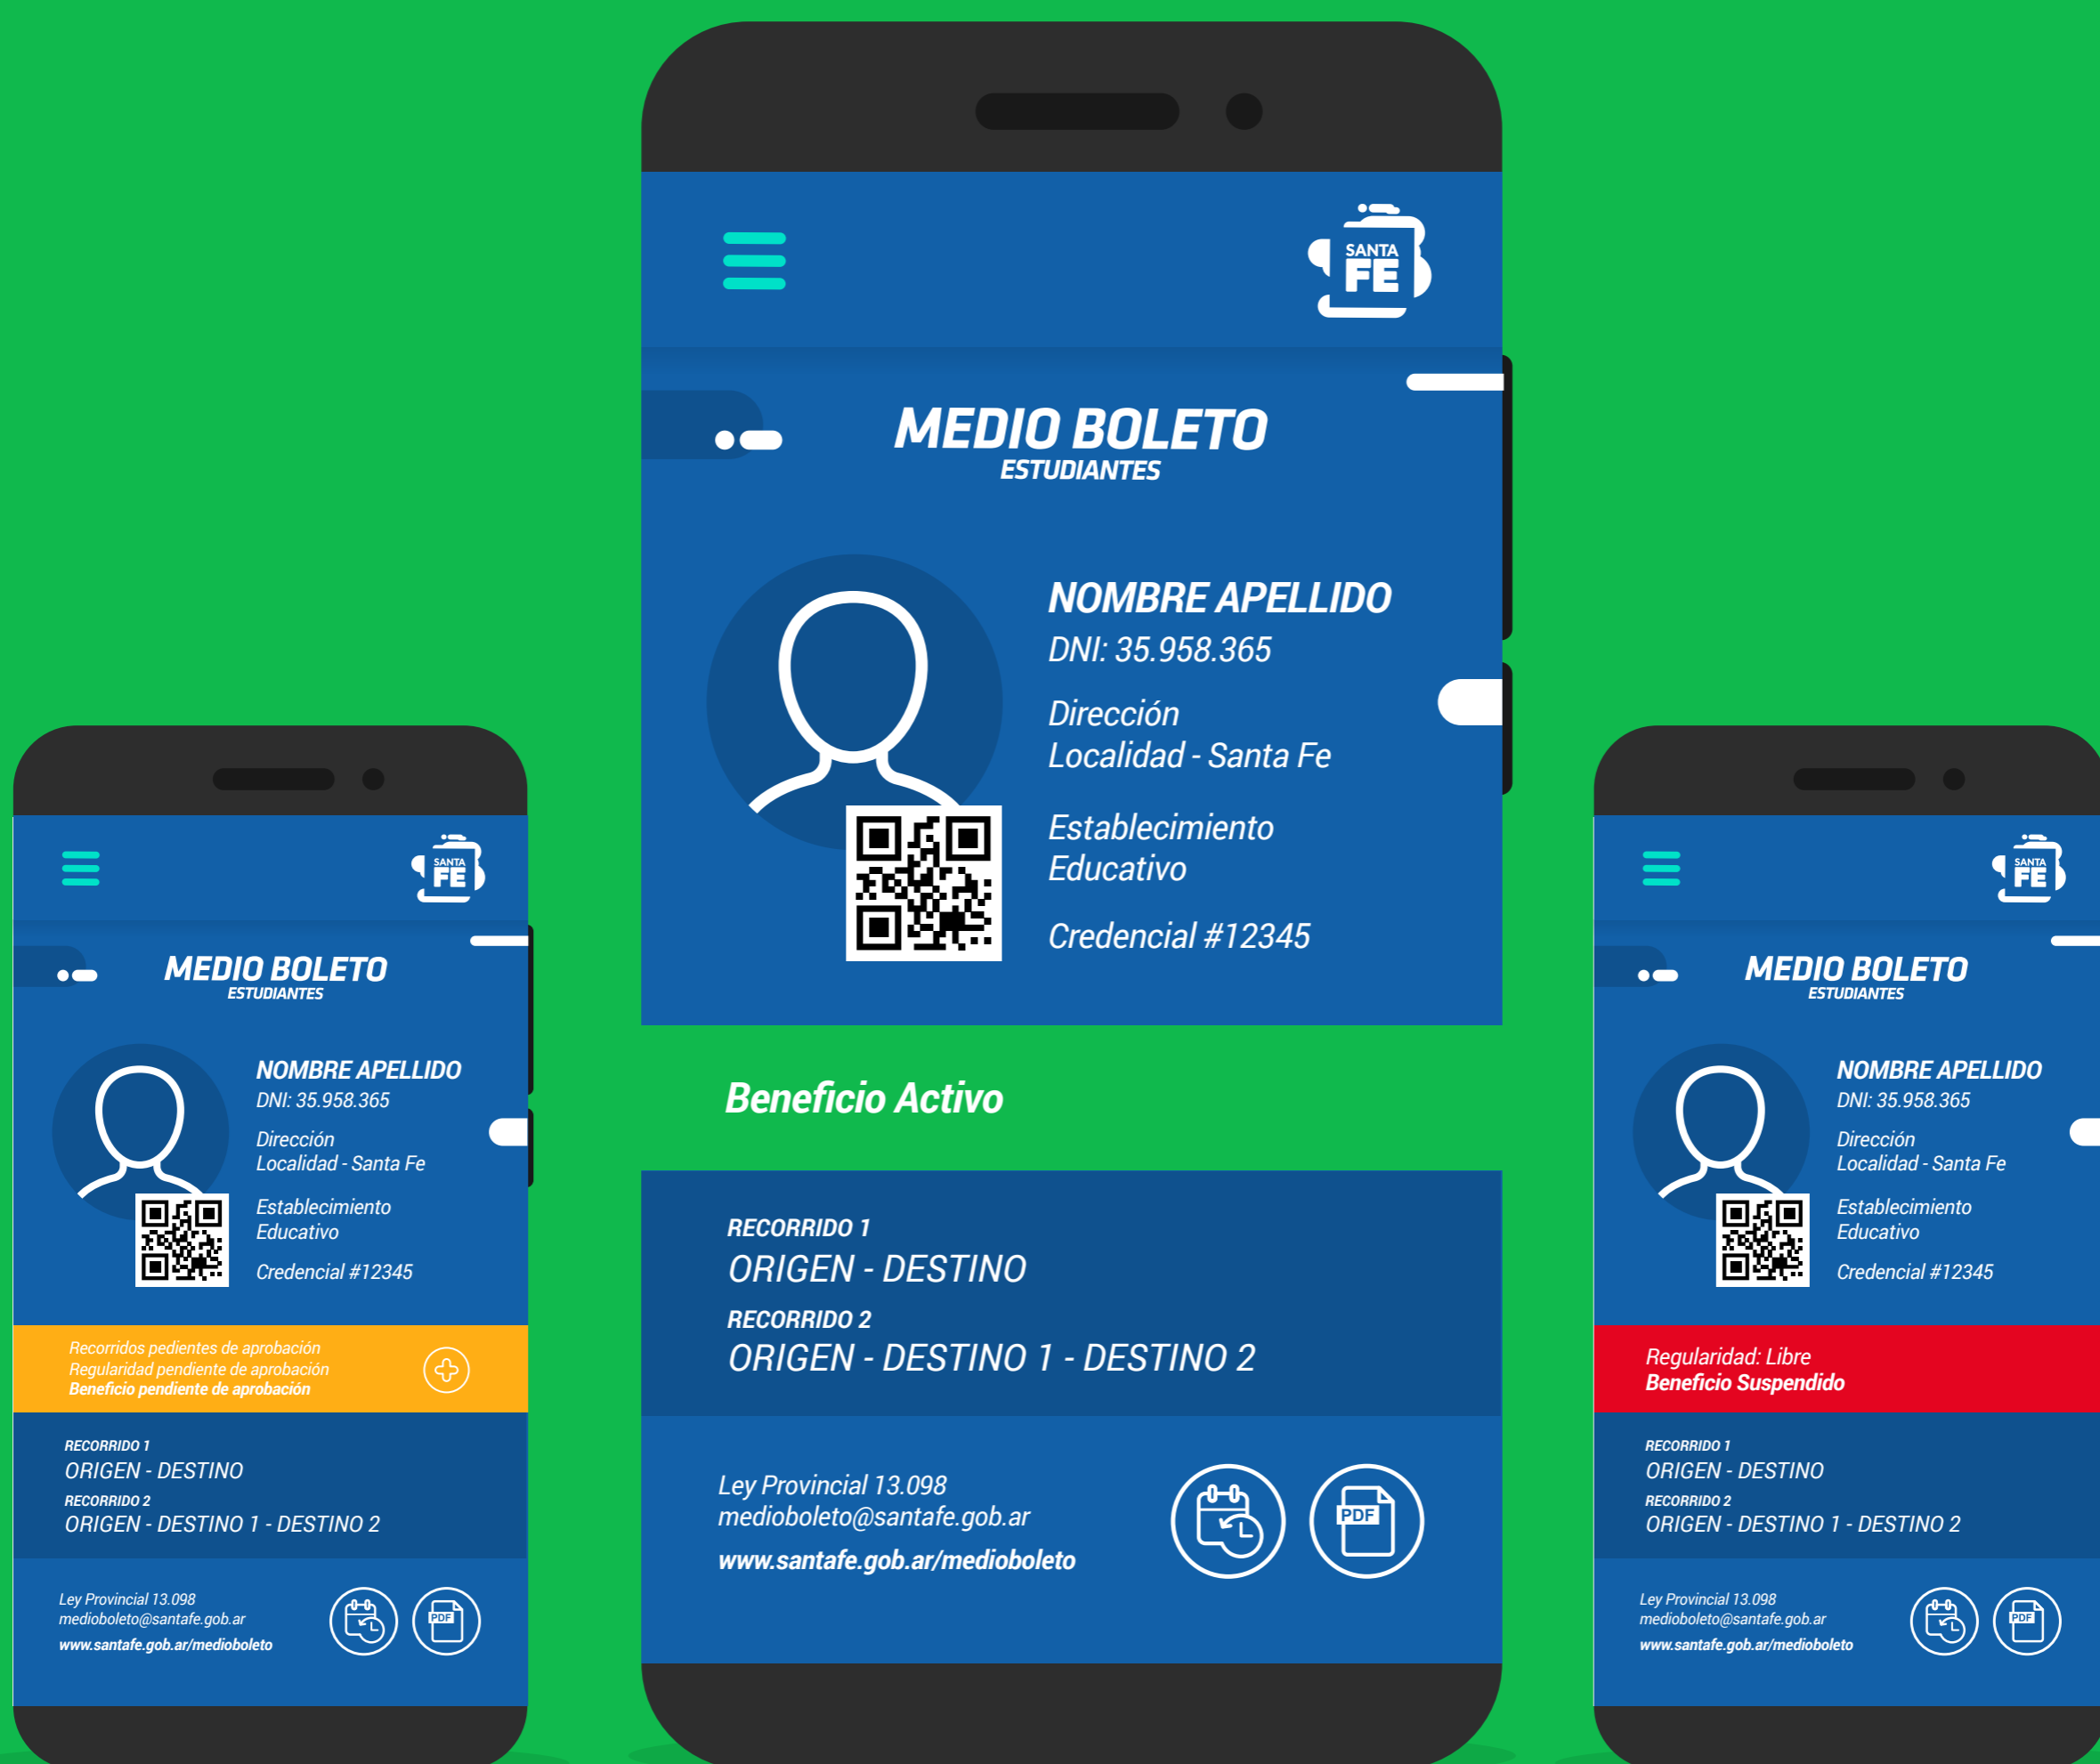 SANTA
FE
MEDIO BOLETO
ESTUDIANTES
NOMBRE APELLIDO
DNI: 35.958.365
Dirección
Localidad - Santa Fe
Establecimiento
Educativo
Credencial #12345
Beneficio Activo
RECORRIDO 1
ORIGEN - DESTINO
RECORRIDO 2
ORIGEN - DESTINO 1 - DESTINO 2
Ley Provincial 13.098
medioboleto@santafe.gob.ar
www.santafe.gob.ar/medioboleto
PDF
SANTA
FE
MEDIO BOLETO
ESTUDIANTES
NOMBRE APELLIDO
DNI: 35.958.365
Dirección
Localidad - Santa Fe
Establecimiento
Educativo
Credencial #12345
Recorridos pedientes de aprobación
Regularidad pendiente de aprobación
Beneficio pendiente de aprobación
RECORRIDO 1
ORIGEN - DESTINO
RECORRIDO 2
ORIGEN - DESTINO 1 - DESTINO 2
Ley Provincial 13.098
medioboleto@santafe.gob.ar
www.santafe.gob.ar/medioboleto
PDF
SANTA
FE
MEDIO BOLETO
ESTUDIANTES
NOMBRE APELLIDO
DNI: 35.958.365
Dirección
Localidad - Santa Fe
Establecimiento
Educativo
Credencial #12345
Regularidad: Libre
Beneficio Suspendido
RECORRIDO 1
ORIGEN - DESTINO
RECORRIDO 2
ORIGEN - DESTINO 1 - DESTINO 2
Ley Provincial 13.098
medioboleto@santafe.gob.ar
www.santafe.gob.ar/medioboleto
PDF